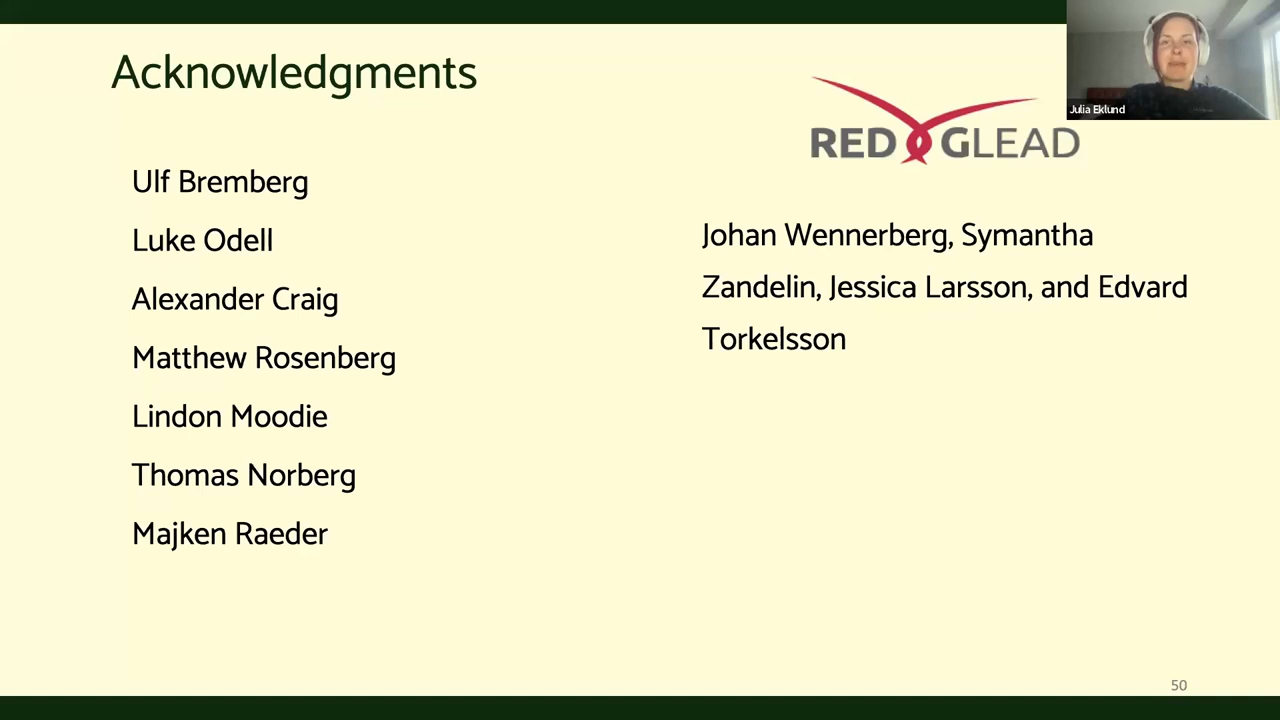 Acknowledgments
Julia Eklund
RED GLEAD
Ulf Bremberg
Luke Odell
Alexander Craig
Matthew Rosenberg
Lindon Moodie
Thomas Norberg
Majken Raeder
Johan Wennerberg, Symantha
Zandelin, Jessica Larsson, and Edvard
Torkelsson
50